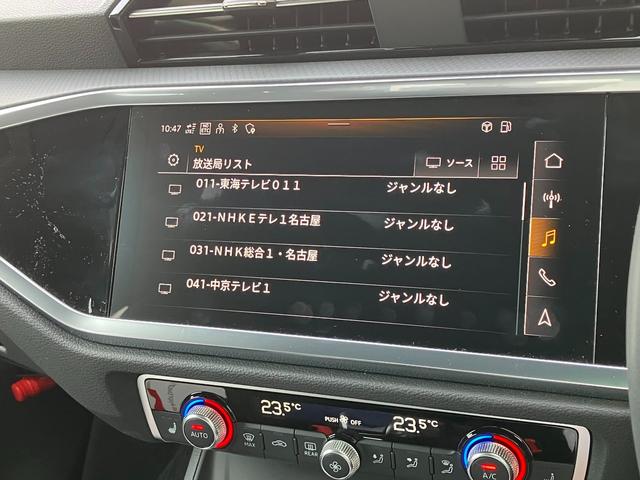 10:47
TV
放送局リスト
ソース
011-東海テレビ011 ジャンルなし
021-NHKEテレ1名古屋 ジャンルなし
031-NHK総合1・名古屋 ジャンルなし
041-中京テレビ1 ジャンルなし
23.5°C PUSH OFF 23.5°C
AUTO MAX REAR A/C